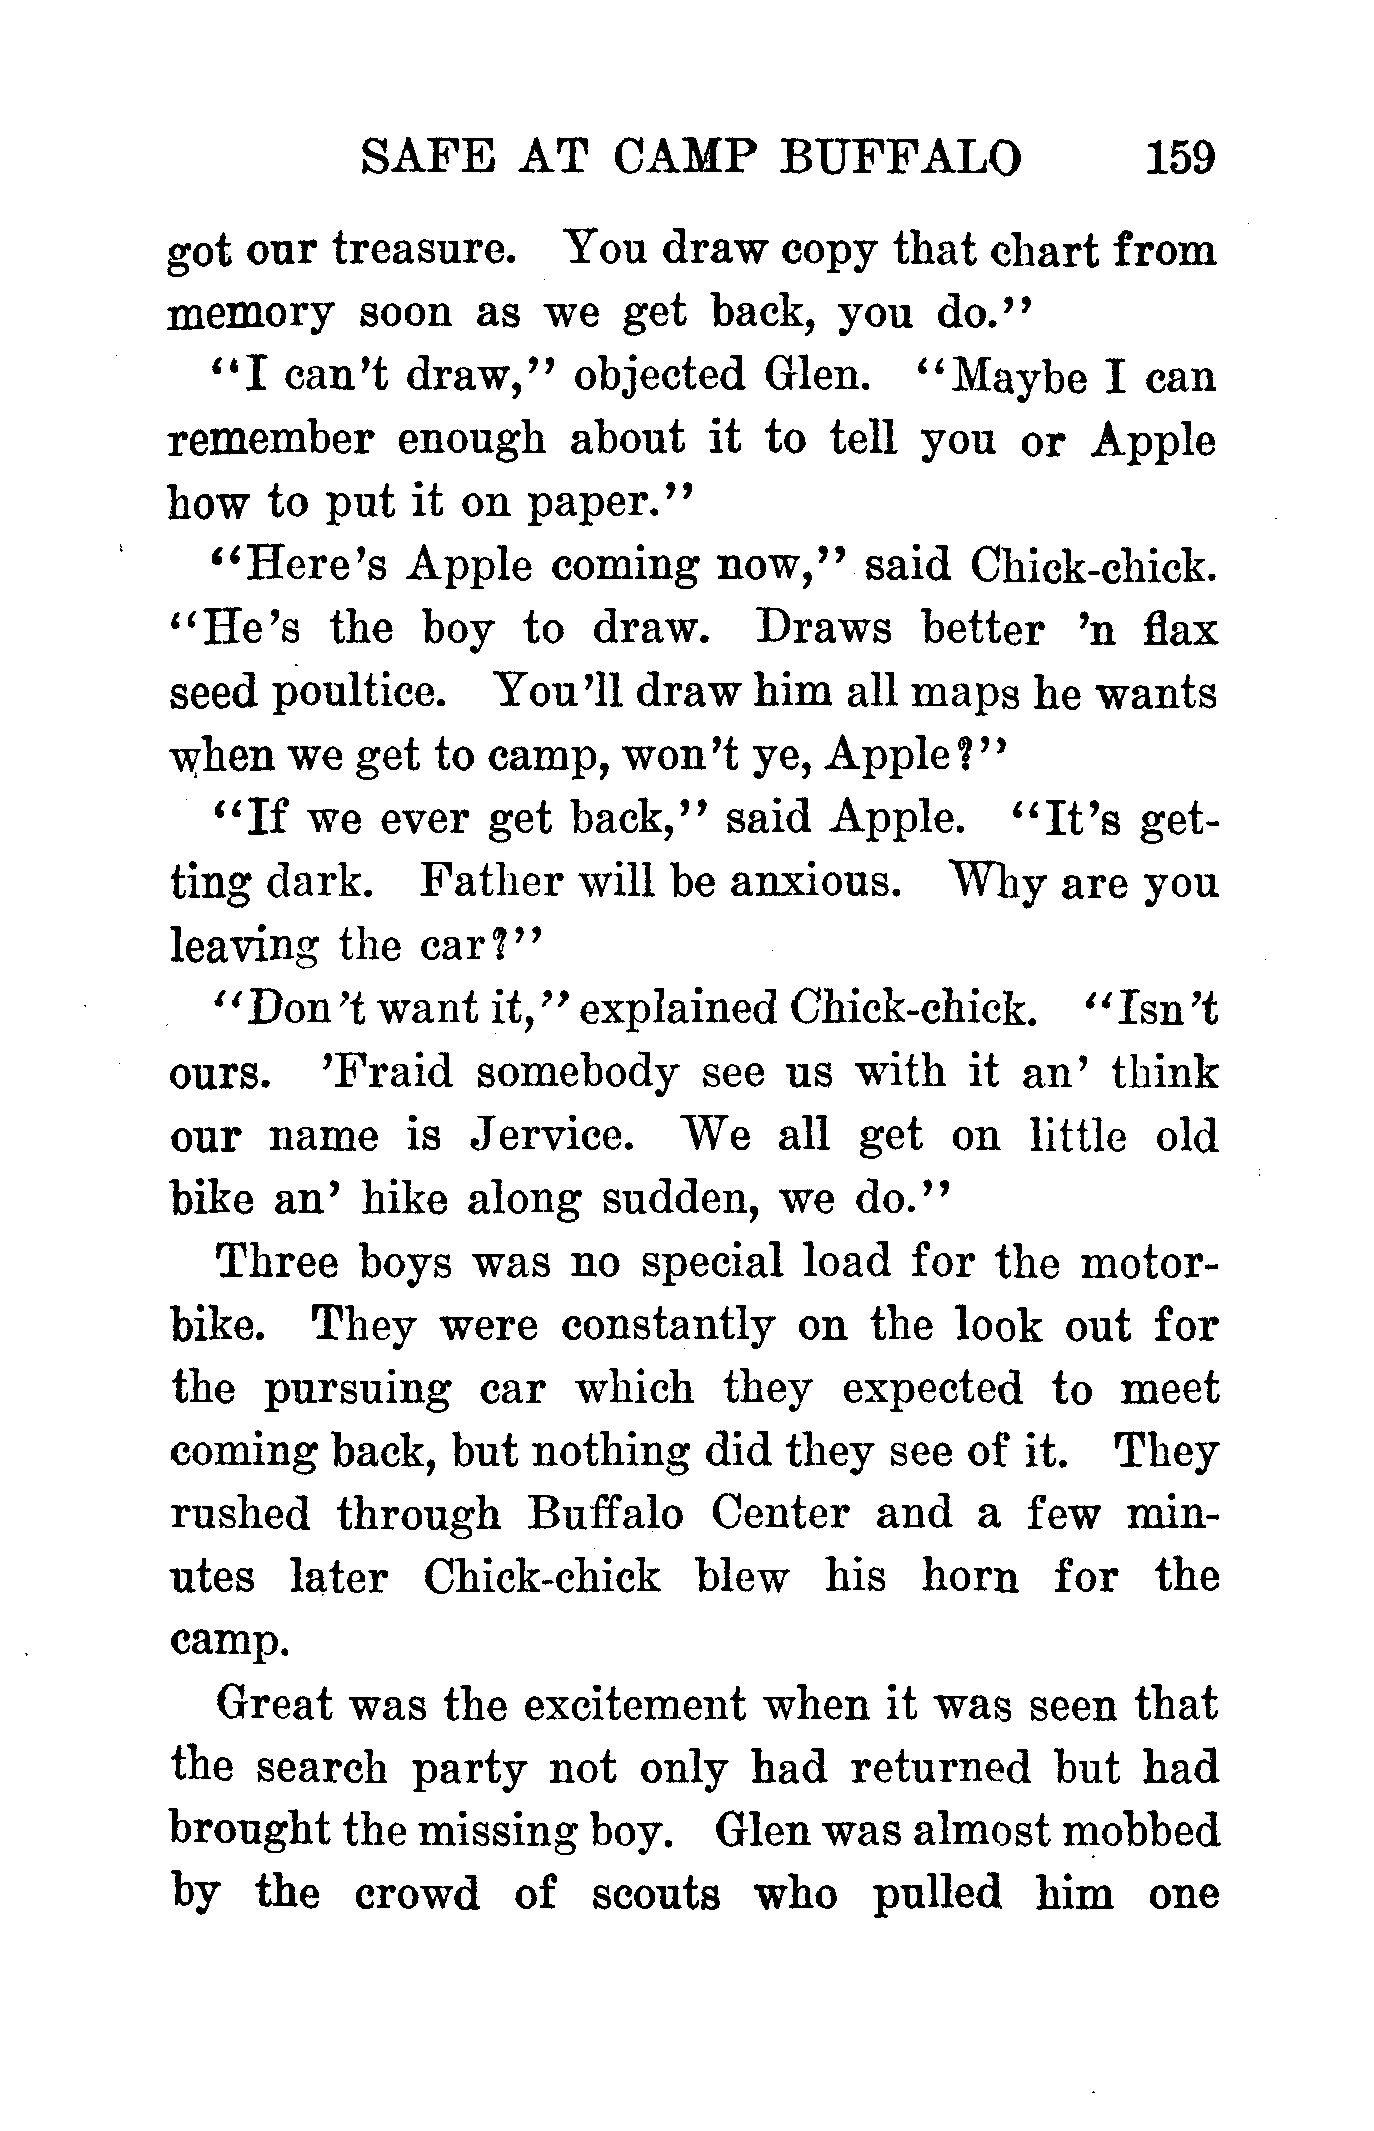 SAFE AT CAMP BUFFALO 159
got our treasure. You draw copy that chart from
memory soon as we get back, you do."
"I can't draw," objected Glen. "Maybe I can
remember enough about it to tell you or Apple
how to put it on paper."
"Here's Apple coming now," said Chick-chick.
"He's the boy to draw. Draws better 'n flax
seed poultice. You'll draw him all maps he wants
when we get to camp, won't ye, Apple?"
"If we ever get back," said Apple. "It's get-
ting dark. Father will be anxious. Why are you
leaving the car?"
"Don't want it," explained Chick-chick. "Isn't
ours. 'Fraid somebody see us with it an' think
our name is Jervice. We all get on little old
bike an' hike along sudden, we do."
Three boys was no special load for the motor-
bike. They were constantly on the look out for
the pursuing car which they expected to meet
coming back, but nothing did they see of it. They
rushed through Buffalo Center and a few min-
utes later Chick-chick blew his horn for the
camp.
Great was the excitement when it was seen that
the search party not only had returned but had
brought the missing boy. Glen was almost mobbed
by the crowd of scouts who pulled him one